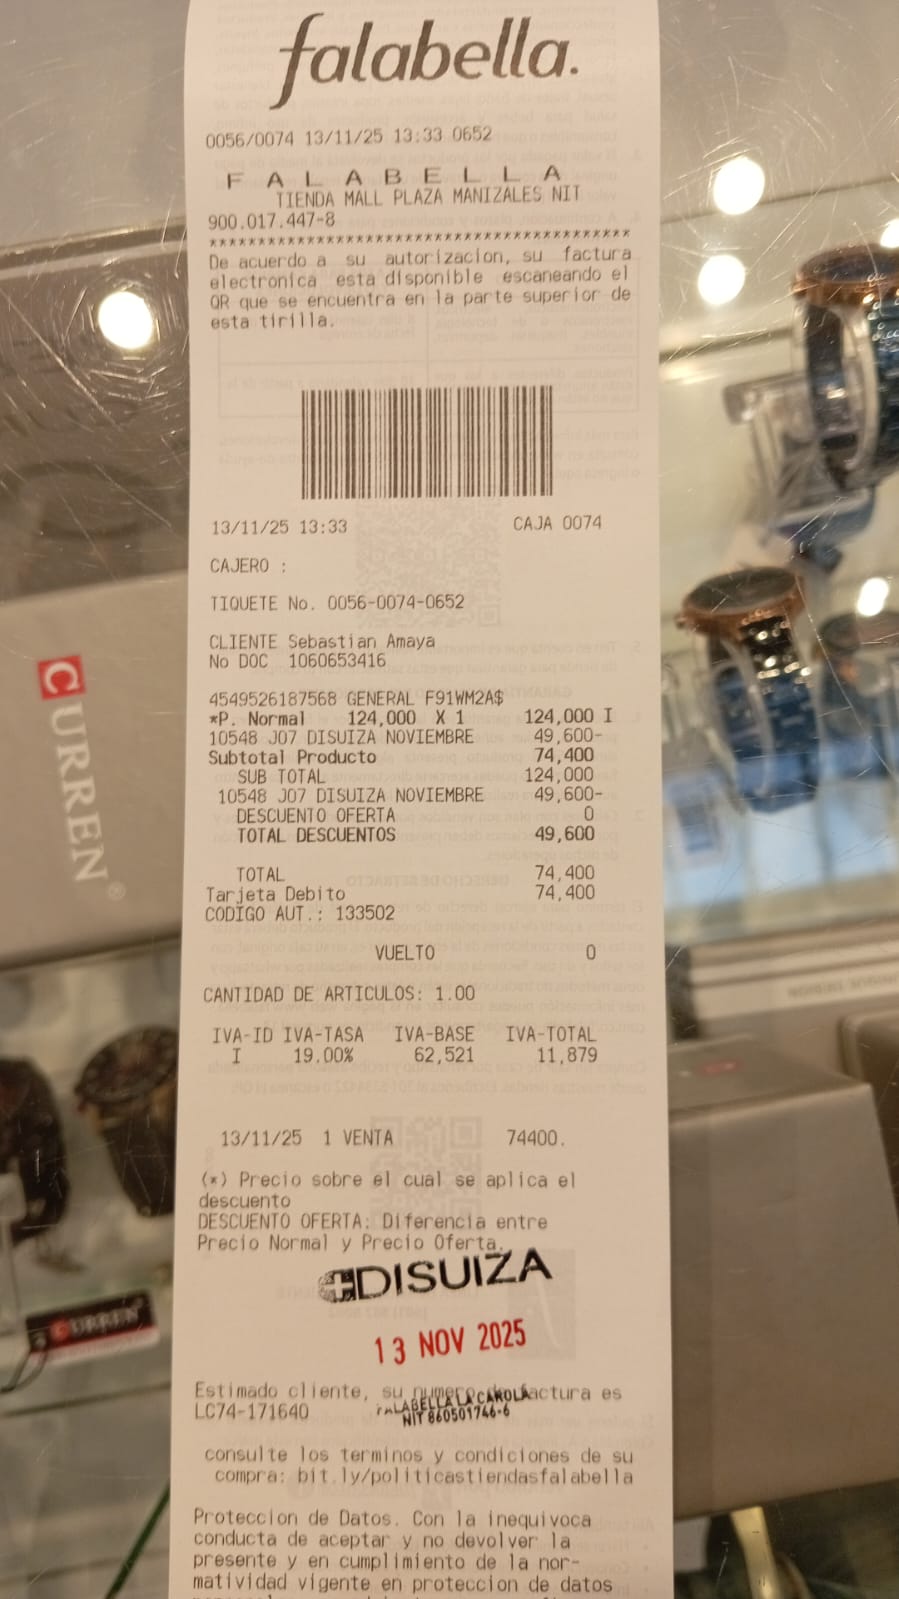 falabella.
0056/0074 13/11/25 13:33 0652
F A L A B E L L A
TIENDA MALL PLAZA MANIZALES NIT
900.017.447-8
******************************************
De acuerdo a su autorizacion, su factura
electronica esta disponible escaneando el
QR que se encuentra en la parte superior de
esta tirilla.
13/11/25 13:33 CAJA 0074
CAJERO :
TIQUETE No. 0056-0074-0652
CLIENTE Sebastian Amaya
No DOC 1060653416
4549526187568 GENERAL F91WM2A$
*P. Normal 124,000 X 1 124,000 I
10548 J07 DISUIZA NOVIEMBRE 49,600-
Subtotal Producto 74,400
SUB TOTAL 124,000
10548 J07 DISUIZA NOVIEMBRE 49,600-
DESCUENTO OFERTA 0
TOTAL DESCUENTOS 49,600
TOTAL 74,400
Tarjeta Debito 74,400
CODIGO AUT.: 133502
VUELTO 0
CANTIDAD DE ARTICULOS: 1.00
IVA-ID IVA-TASA IVA-BASE IVA-TOTAL
I 19.00% 62,521 11,879
13/11/25 1 VENTA 74400.
(*) Precio sobre el cual se aplica el
descuento
DESCUENTO OFERTA: Diferencia entre
Precio Normal y Precio Oferta.
DISUIZA
13 NOV 2025
Estimado cliente, su numero factura es
LC74-171640
FALABELLA LA CAROLA
NIT 860501746-6
consulte los terminos y condiciones de su
compra: bit.ly/politicastiendasfalabella
Proteccion de Datos. Con la inequivoca
conducta de aceptar y no devolver la
presente y en cumplimiento de la nor-
matividad vigente en proteccion de datos
CURREN®
CURREN